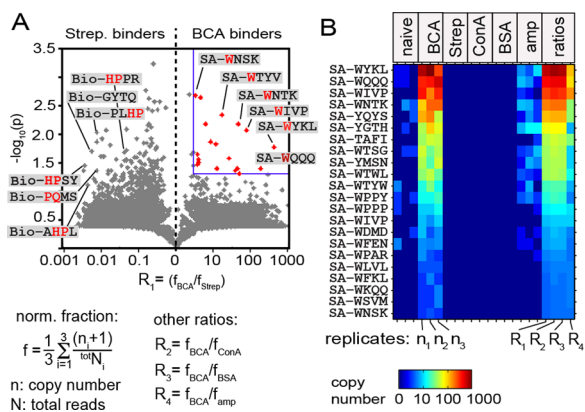 A
Strep. binders
BCA binders
3.5
3.0
2.5
2.0
1.5
0.5
-log10(p)
Bio-HPPR
Bio-GYTQ
Bio-PLHP
Bio-HPSY
Bio-PQMS
Bio-AHPL
SA-WNSK
SA-WTYV
SA-WNTK
SA-WIVP
SA-WYKL
SA-WQQQ
0.001 0.01 0.1 0 10 100 1000
R1= (fBCA/fStrep)
norm. fraction:
f = 1/3 3∑i=1 (ni+1)/totNi
n: copy number
N: total reads
other ratios:
R2 = fBCA/fConA
R3 = fBCA/fBSA
R4 = fBCA/famp
B
naive BCA Strep ConA BSA amp ratios
SA-WYKL
SA-WQQQ
SA-WIVP
SA-WNTK
SA-YQYS
SA-YGTH
SA-TAFI
SA-WTSG
SA-YMSN
SA-WTWL
SA-WTYW
SA-WPPY
SA-WPPP
SA-WIVP
SA-WDMD
SA-WFEN
SA-WPAR
SA-WLVL
SA-WFKL
SA-WKQQ
SA-WSVM
SA-WNSK
replicates: n1 n2 n3 R1 R2 R3 R4
copy number
0 10 100 1000